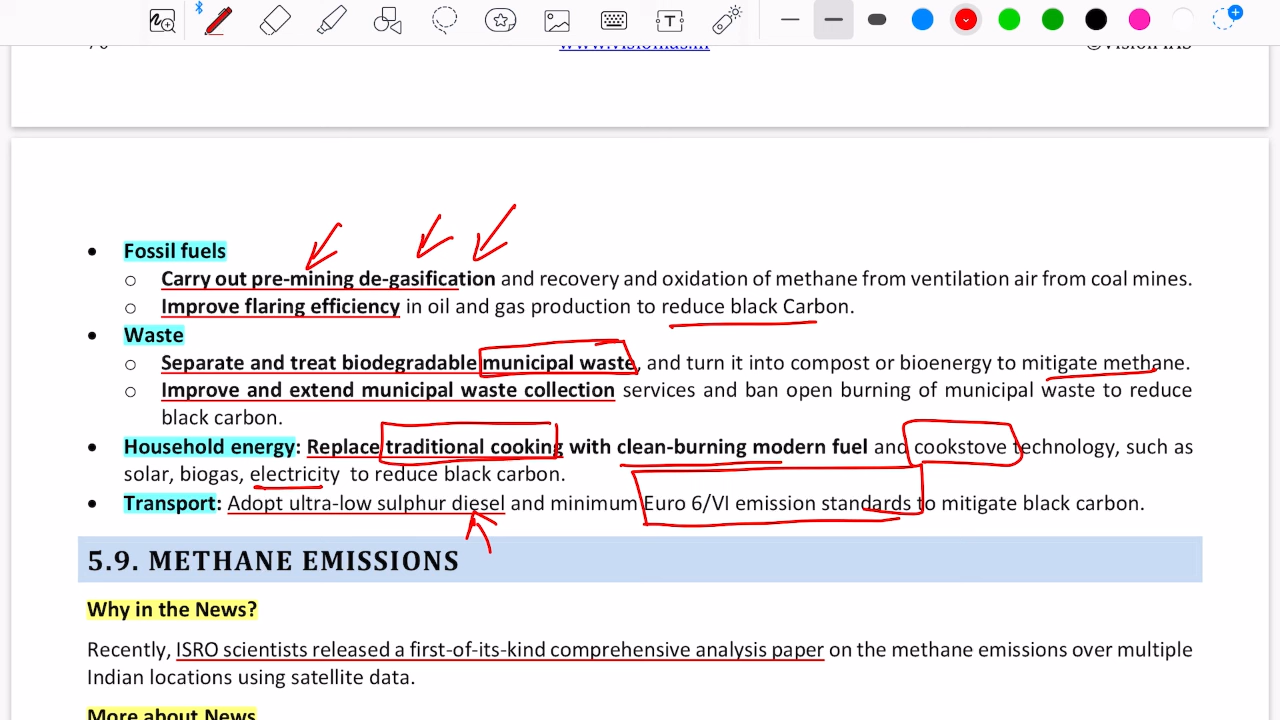 • Fossil fuels
o Carry out pre-mining de-gasification and recovery and oxidation of methane from ventilation air from coal mines.
o Improve flaring efficiency in oil and gas production to reduce black Carbon.
• Waste
o Separate and treat biodegradable municipal waste, and turn it into compost or bioenergy to mitigate methane.
o Improve and extend municipal waste collection services and ban open burning of municipal waste to reduce
black carbon.
• Household energy: Replace traditional cooking with clean-burning modern fuel and cookstove technology, such as
solar, biogas, electricity to reduce black carbon.
• Transport: Adopt ultra-low sulphur diesel and minimum Euro 6/VI emission standards to mitigate black carbon.
5.9. METHANE EMISSIONS
Why in the News?
Recently, ISRO scientists released a first-of-its-kind comprehensive analysis paper on the methane emissions over multiple
Indian locations using satellite data.
More about News